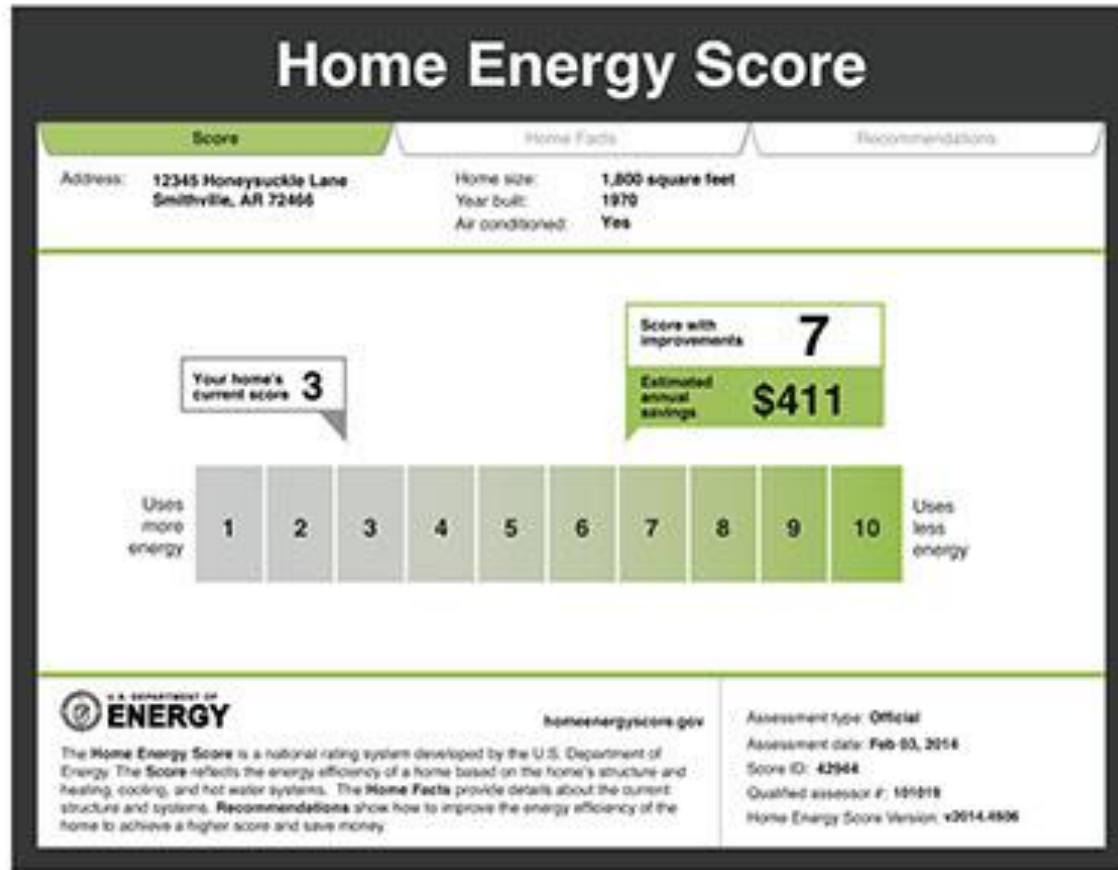 Home Energy Score
Score
Home Facts
Recommendations
Address: 12345 Honeysuckle Lane
Smithville, AR 72466
Home size: 1,800 square feet
Year built: 1970
Air conditioned: Yes
Score with
improvements 7
Estimated
annual
savings $411
Your home's
current score 3
Uses
more
energy
1 2 3 4 5 6 7 8 9 10
Uses
less
energy
U.S. DEPARTMENT OF
ENERGY
homeenergyscore.gov
The Home Energy Score is a national rating system developed by the U.S. Department of
Energy. The Score reflects the energy efficiency of a home based on the home's structure and
heating, cooling, and hot water systems. The Home Facts provide details about the current
structure and systems. Recommendations show how to improve the energy efficiency of the
home to achieve a higher score and save money.
Assessment type: Official
Assessment date: Feb 03, 2014
Score ID:
Qualified assessor #:
Home Energy Score Version: